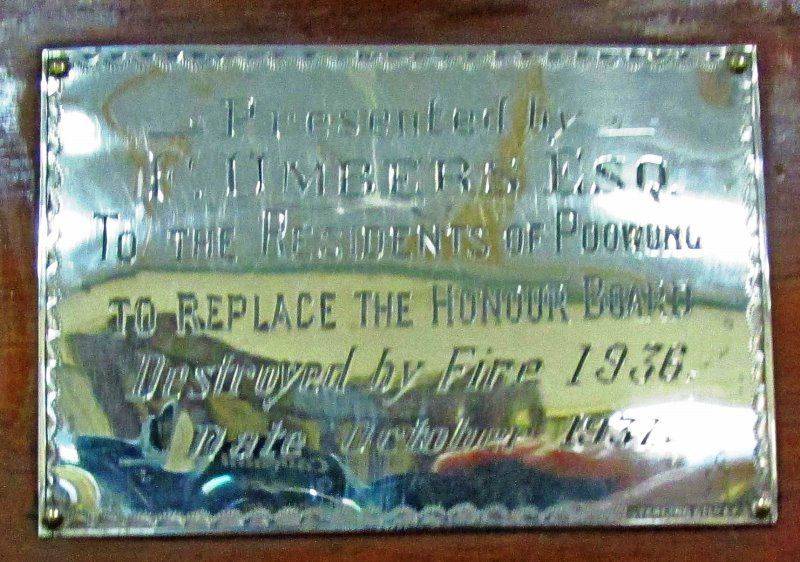 Presented by
F. UMBERS ESQ.
TO THE RESIDENTS OF POOWONG
TO REPLACE THE HONOUR BOARD
Destroyed by Fire 1936.
Date October 1937.